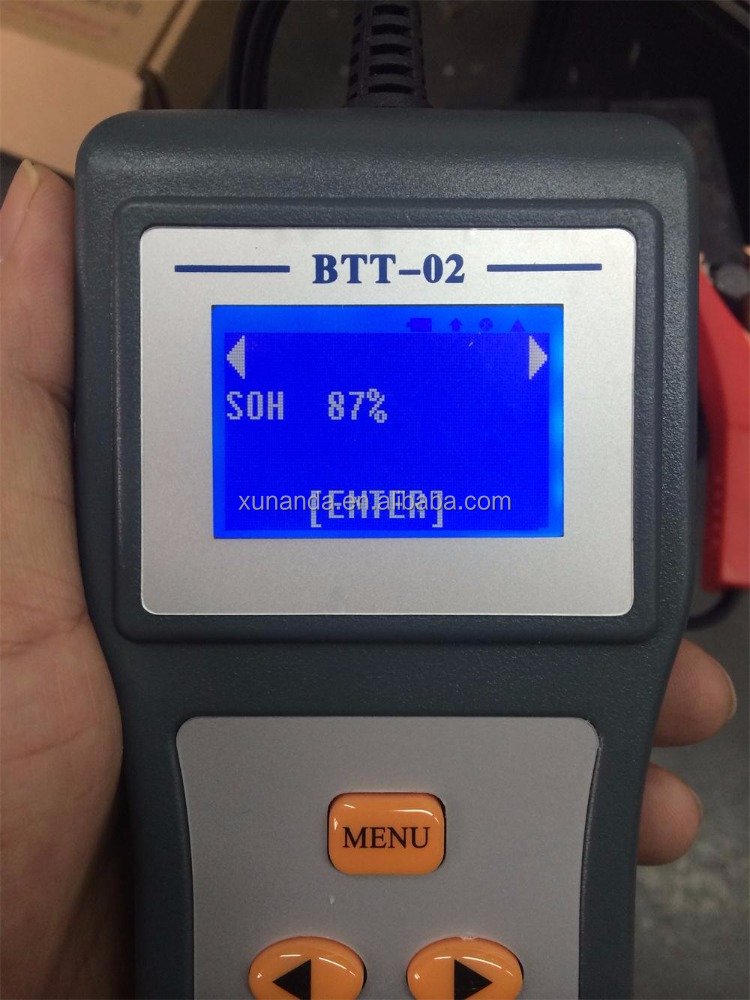 BTT-02
SOH 87%
[ENTER]
xunanda.en.alibaba.com
MENU